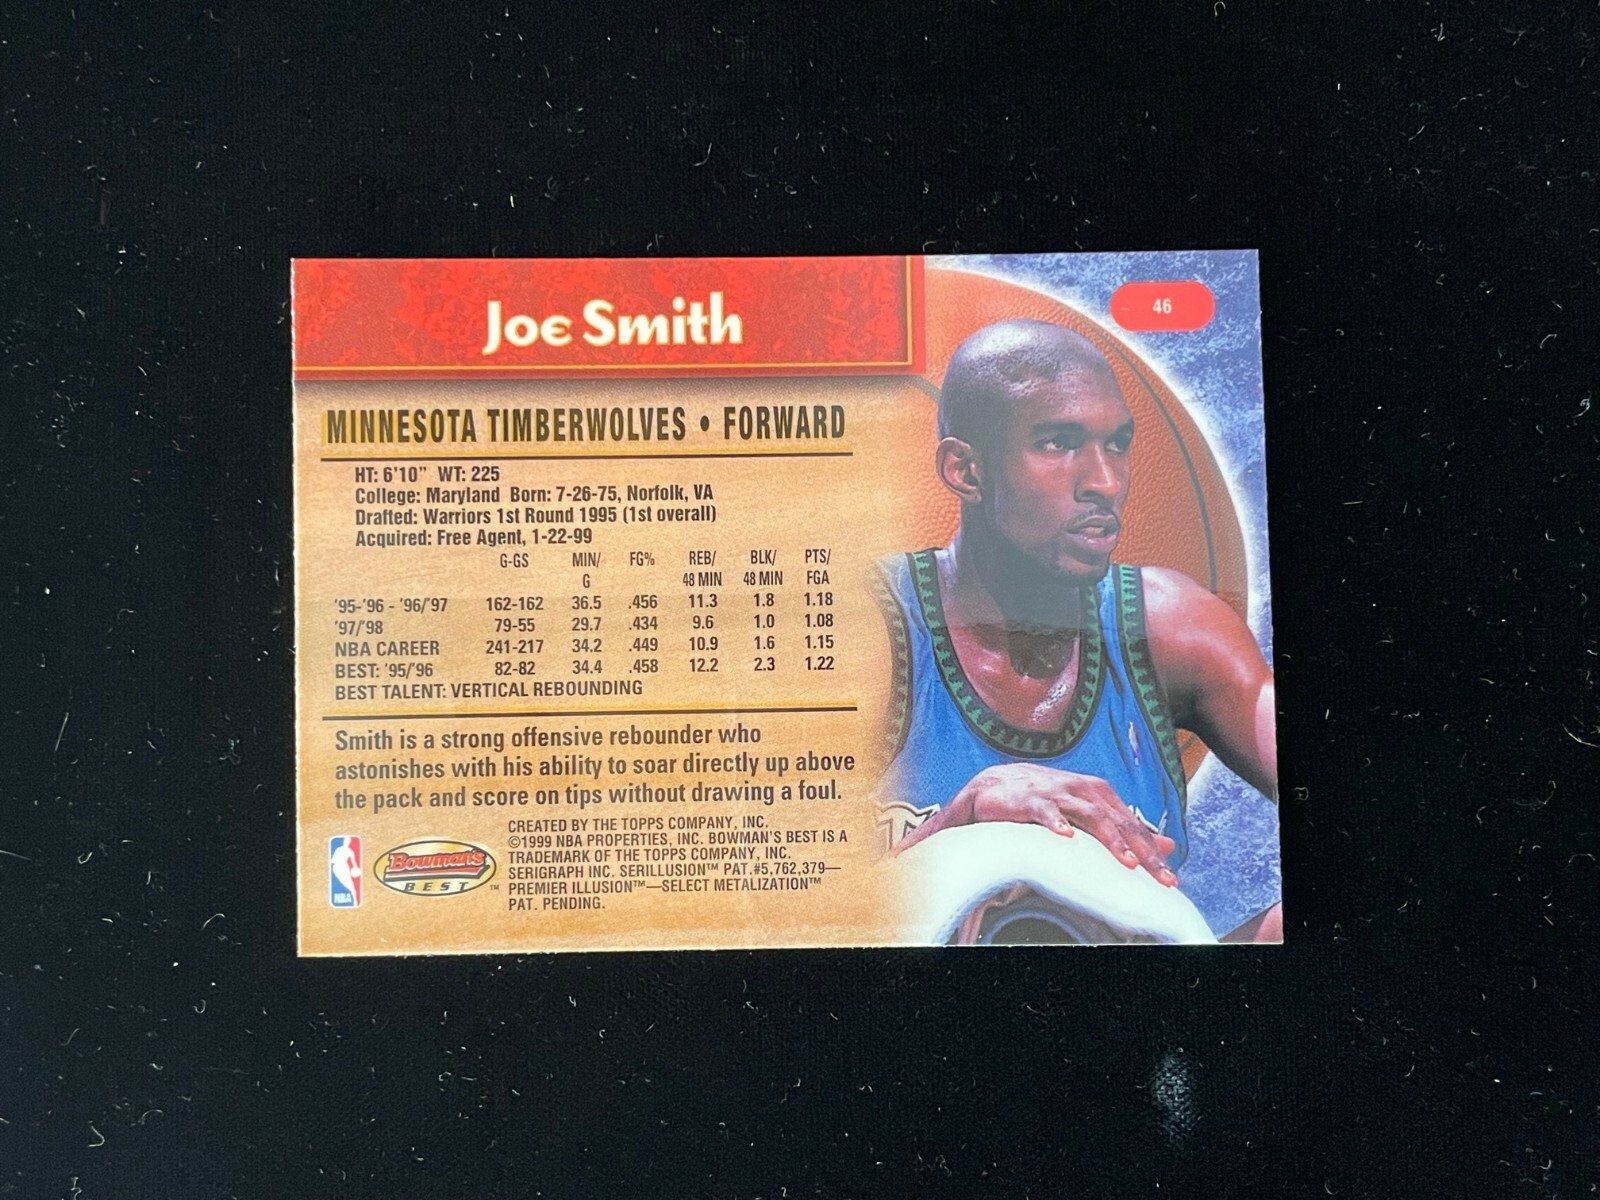 46
Joe Smith
MINNESOTA TIMBERWOLVES • FORWARD
HT: 6'10" WT: 225
College: Maryland Born: 7-26-75, Norfolk, VA
Drafted: Warriors 1st Round 1995 (1st overall)
Acquired: Free Agent, 1-22-99
G-GS MIN/ FG% REB/ BLK/ PTS/
G 48 MIN 48 MIN FGA
'95-'96 - '96/'97 162-162 36.5 .456 11.3 1.8 1.18
'97/'98 79-55 29.7 .434 9.6 1.0 1.08
NBA CAREER 241-217 34.2 .449 10.9 1.6 1.15
BEST: '95/'96 82-82 34.4 .458 12.2 2.3 1.22
BEST TALENT: VERTICAL REBOUNDING
Smith is a strong offensive rebounder who
astonishes with his ability to soar directly up above
the pack and score on tips without drawing a foul.
CREATED BY THE TOPPS COMPANY, INC.
©1999 NBA PROPERTIES, INC. BOWMAN'S BEST IS A
TRADEMARK OF THE TOPPS COMPANY, INC.
SERIGRAPH INC. SERILLUSION™ PAT.#5,762,379—
PREMIER ILLUSION™—SELECT METALIZATION™
PAT. PENDING.
NBA
Bowman's
BEST ™